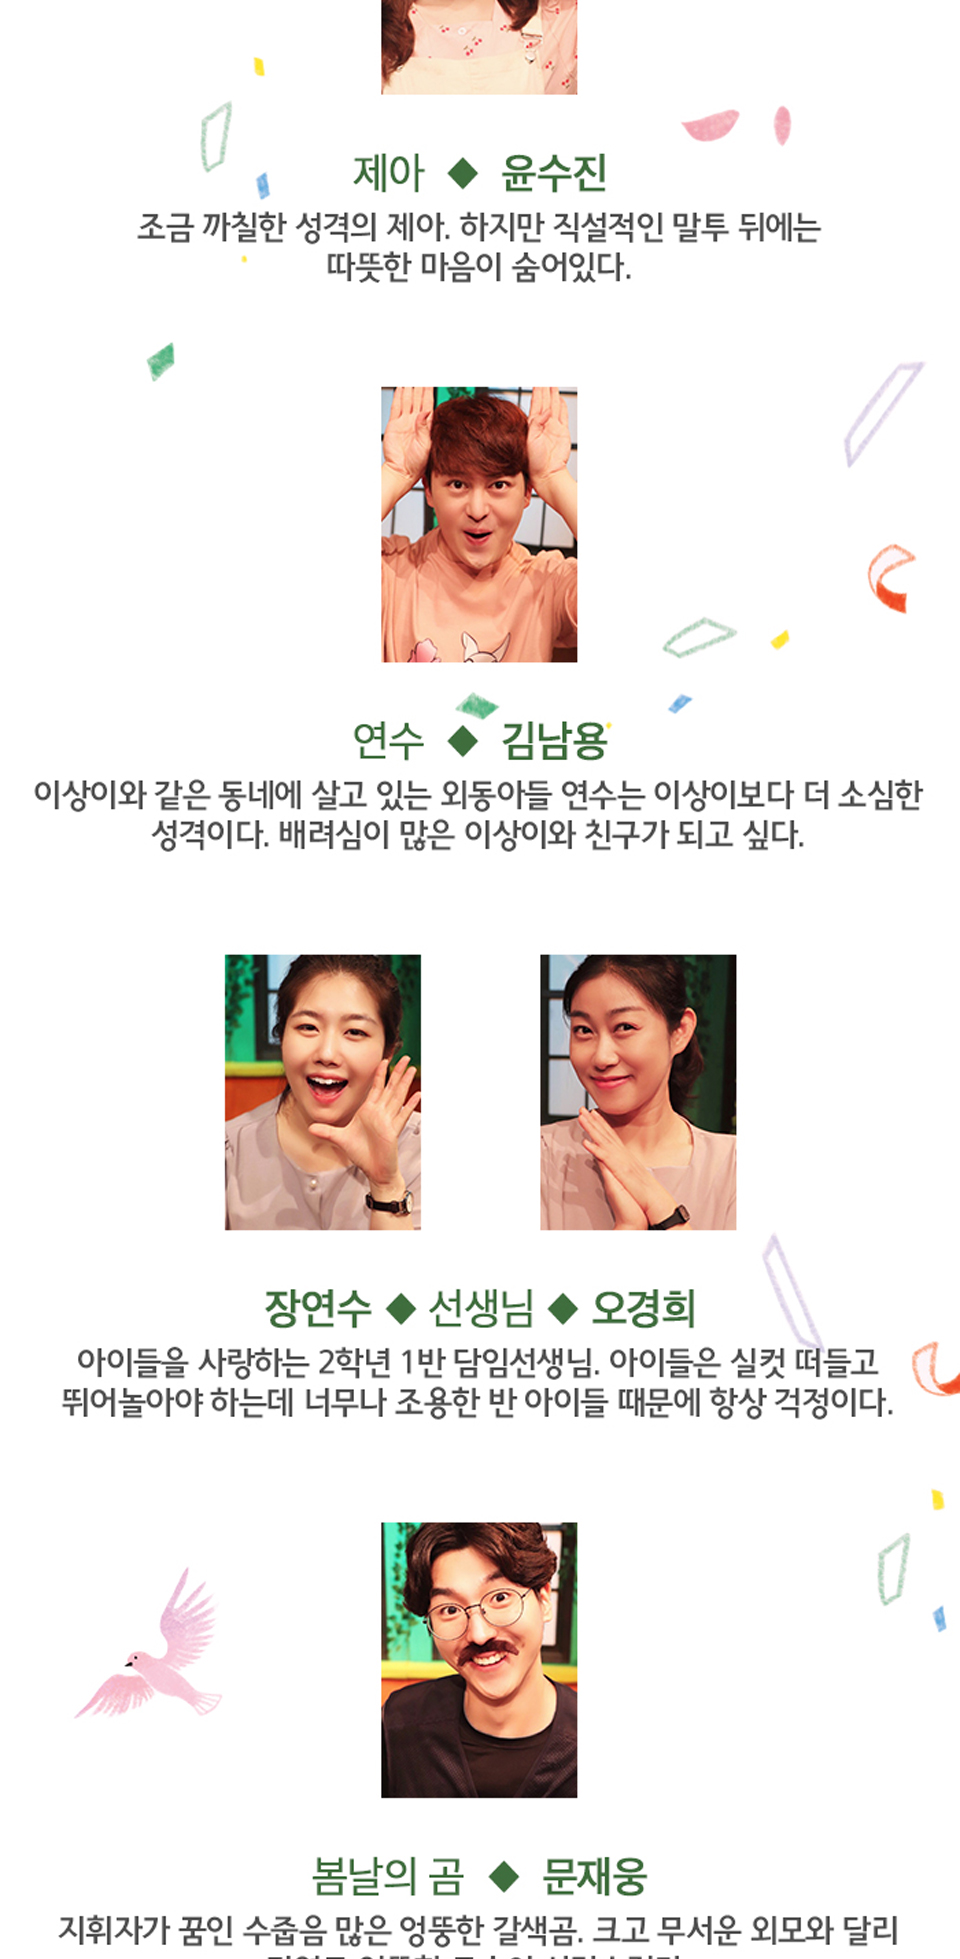 제아 ◆ 윤수진
조금 까칠한 성격의 제아. 하지만 직설적인 말투 뒤에는
따뜻한 마음이 숨어있다.
연수 ◆ 김남용
이상이와 같은 동네에 살고 있는 외동아들 연수는 이상이보다 더 소심한
성격이다. 배려심이 많은 이상이와 친구가 되고 싶다.
장연수 ◆ 선생님 ◆ 오경희
아이들을 사랑하는 2학년 1반 담임선생님. 아이들은 실컷 떠들고
뛰어놀아야 하는데 너무나 조용한 반 아이들 때문에 항상 걱정이다.
봄날의 곰 ◆ 문재웅
지휘자가 꿈인 수줍음 많은 엉뚱한 갈색곰. 크고 무서운 외모와 달리